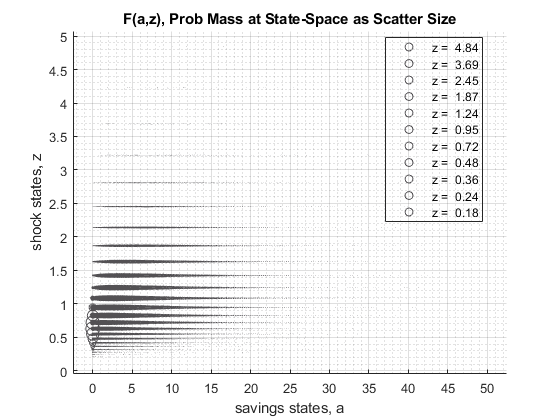 F(a,z), Prob Mass at State-Space as Scatter Size
5
4.5
4
3.5
3
2.5
2
1.5
1
0.5
0
shock states, z
z = 4.84
z = 3.69
z = 2.45
z = 1.87
z = 1.24
z = 0.95
z = 0.72
z = 0.48
z = 0.36
z = 0.24
z = 0.18
0 5 10 15 20 25 30 35 40 45 50
savings states, a